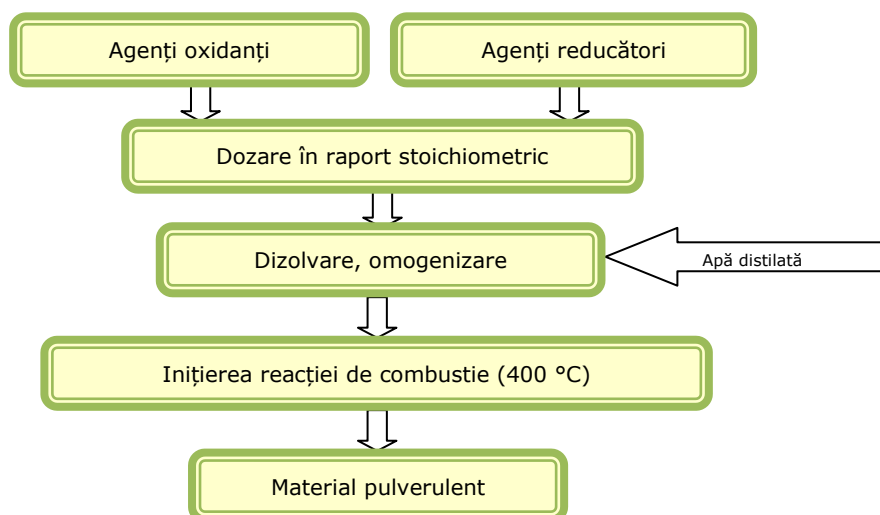 Agenți oxidanți
Agenți reducători
Dozare în raport stoichiometric
Dizolvare, omogenizare
Apă distilată
Inițierea reacției de combustie (400 °C)
Material pulverulent